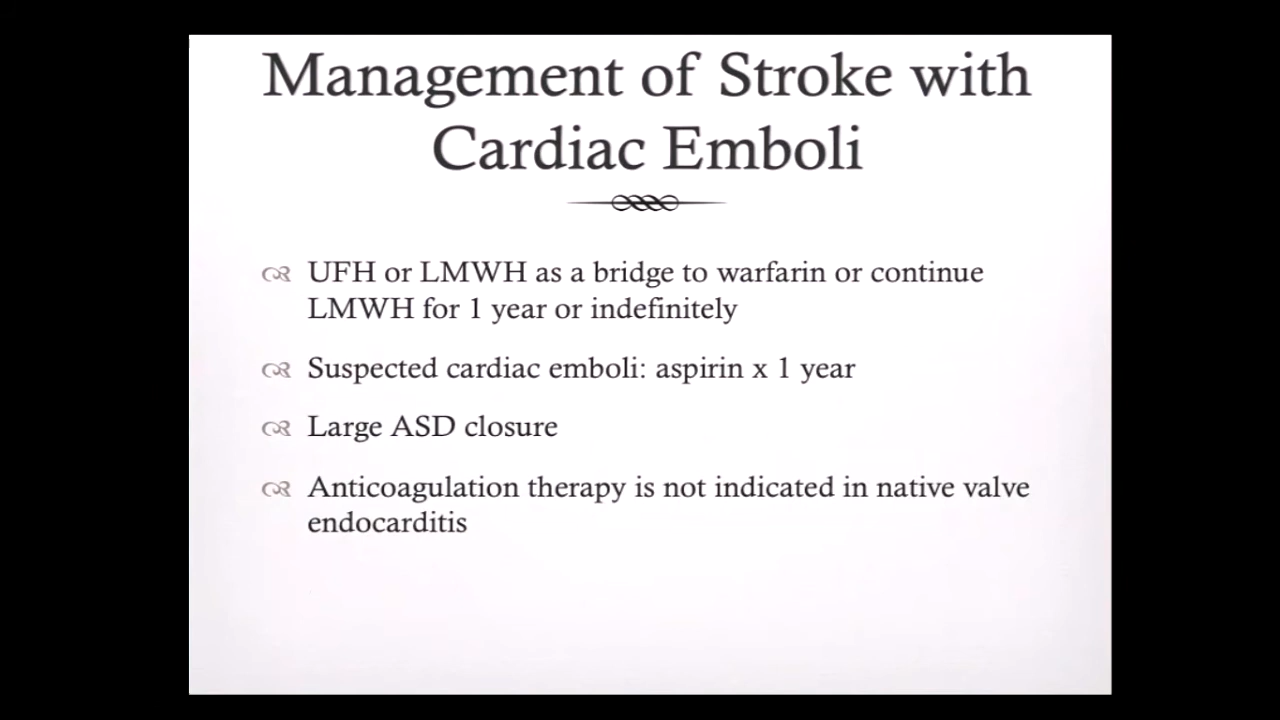 Management of Stroke with
Cardiac Emboli
UFH or LMWH as a bridge to warfarin or continue
LMWH for 1 year or indefinitely
Suspected cardiac emboli: aspirin x 1 year
Large ASD closure
Anticoagulation therapy is not indicated in native valve
endocarditis